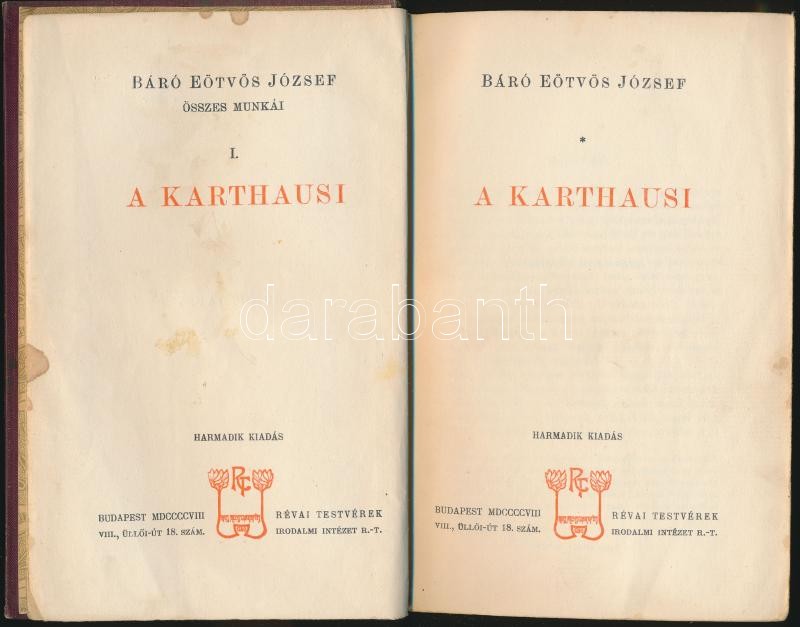 BÁRÓ EÖTVÖS JÓZSEF
ÖSSZES MUNKÁI
I.
A KARTHAUSI
HARMADIK KIADÁS
BUDAPEST MDCCCCVIII
VIII., ÜLLŐI-ÚT 18. SZÁM.
RÉVAI TESTVÉREK
IRODALMI INTÉZET R.-T.
BÁRÓ EÖTVÖS JÓZSEF
*
A KARTHAUSI
HARMADIK KIADÁS
BUDAPEST MDCCCCVIII
VIII., ÜLLŐI-ÚT 18. SZÁM.
RÉVAI TESTVÉREK
IRODALMI INTÉZET R.-T.
darabanth